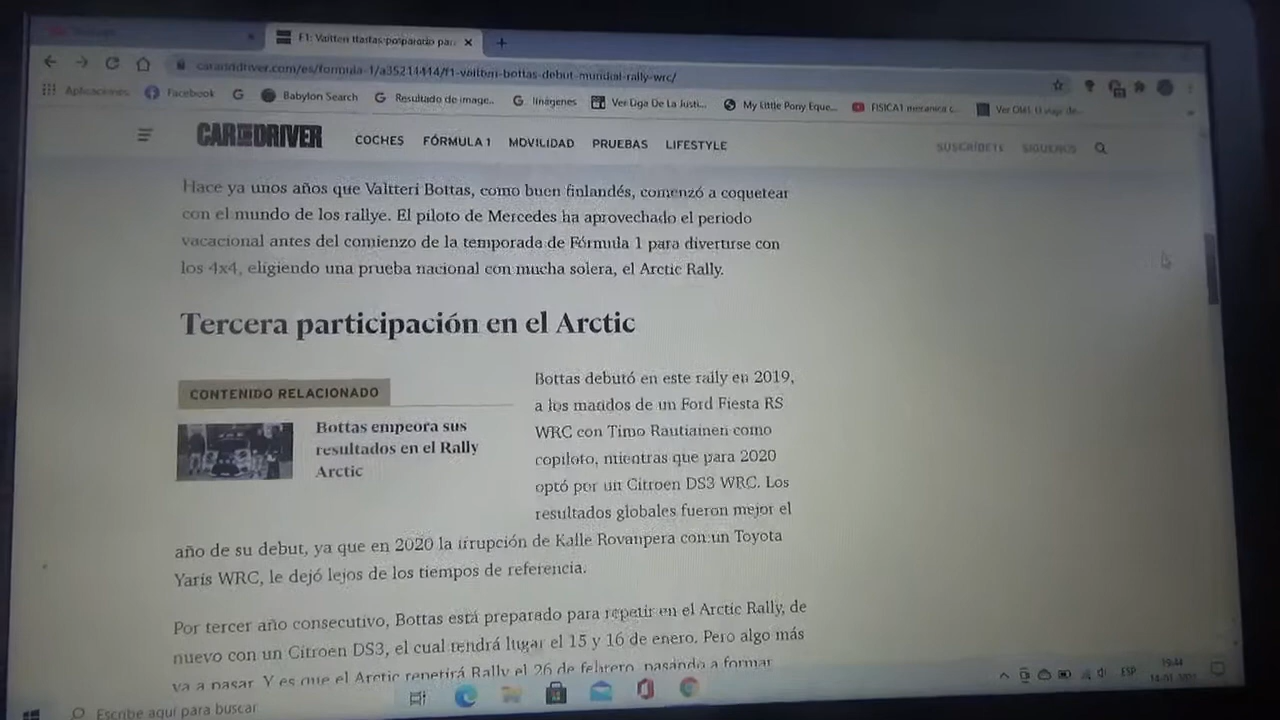 F1: Valtteri Bottas preparado par...
caranddriver.com/es/formula-1/a35214414/f1-valtteri-bottas-debut-mundial-rally-wrc/
Aplicaciones Facebook G Babylon Search Resultado de image... Imágenes Ver Liga De La Justi... My Little Pony Eque... FISICA1 mecanica c...
CAR AND DRIVER COCHES FÓRMULA 1 MOVILIDAD PRUEBAS LIFESTYLE SUSCRÍBETE SÍGUENOS
Hace ya unos años que Valtteri Bottas, como buen finlandés, comenzó a coquetear
con el mundo de los rallye. El piloto de Mercedes ha aprovechado el periodo
vacacional antes del comienzo de la temporada de Fórmula 1 para divertirse con
los 4x4, eligiendo una prueba nacional con mucha solera, el Arctic Rally.
Tercera participación en el Arctic
CONTENIDO RELACIONADO
Bottas empeora sus
resultados en el Rally
Arctic
Bottas debutó en este rally en 2019,
a los mandos de un Ford Fiesta RS
WRC con Timo Rautiainen como
copiloto, mientras que para 2020
optó por un Citroen DS3 WRC. Los
resultados globales fueron mejor el
año de su debut, ya que en 2020 la irrupción de Kalle Rovanpera con un Toyota
Yaris WRC, le dejó lejos de los tiempos de referencia.
Por tercer año consecutivo, Bottas está preparado para repetir en el Arctic Rally, de
nuevo con un Citroen DS3, el cual tendrá lugar el 15 y 16 de enero. Pero algo más
va a pasar. Y es que el Arctic repetirá Rally el 26 de febrero, pasando a formar
Escribe aquí para buscar
ESP
19:44